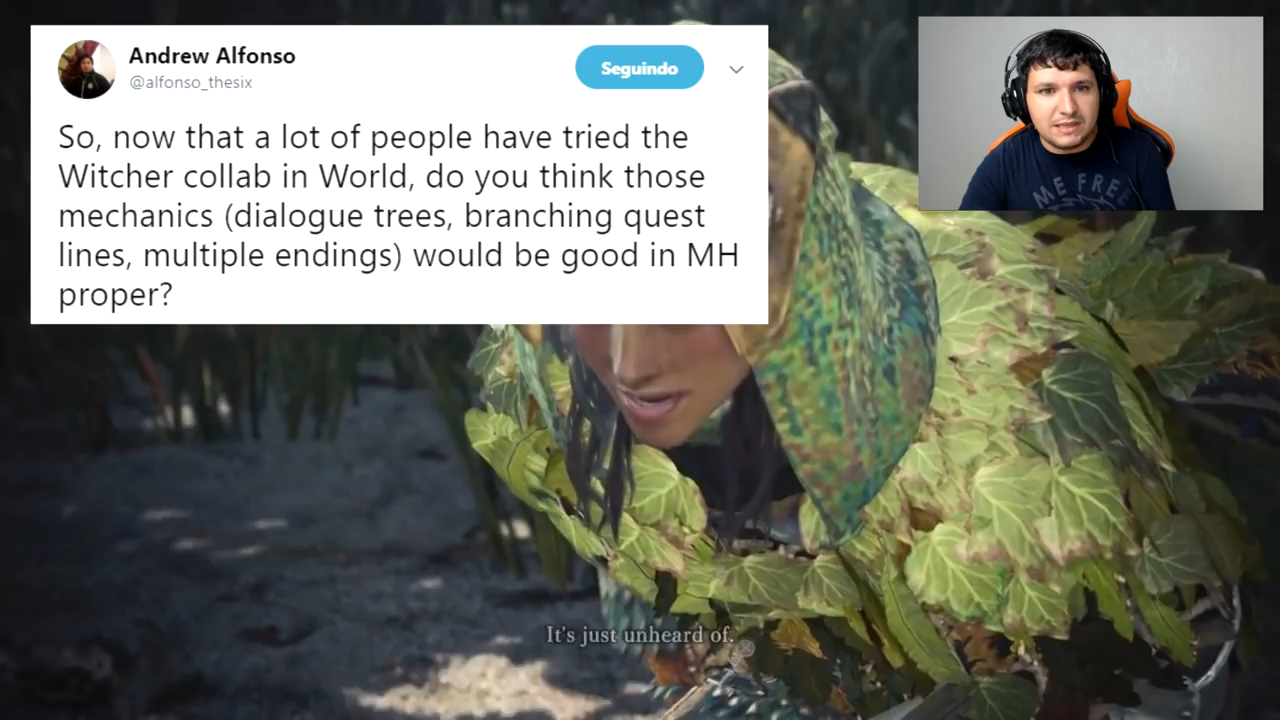 Andrew Alfonso
@alfonso_thesix
Seguindo
So, now that a lot of people have tried the
Witcher collab in World, do you think those
mechanics (dialogue trees, branching quest
lines, multiple endings) would be good in MH
proper?
ME FREE
It's just unheard of.